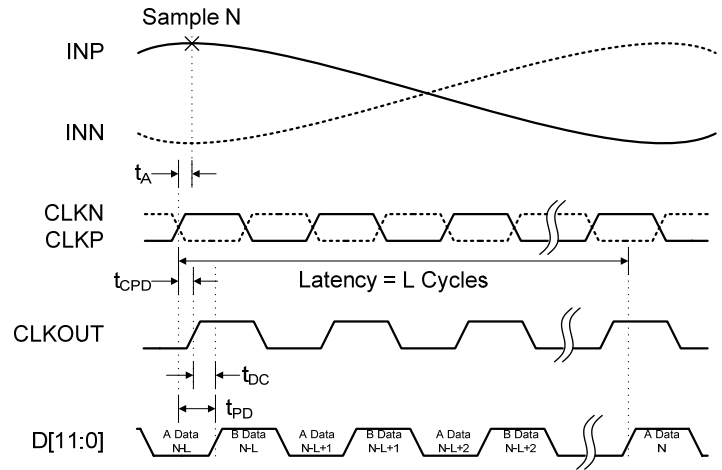 Sample N
INP
INN
tA
CLKN
CLKP
tCPD
Latency = L Cycles
CLKOUT
tDC
tPD
D[11:0]
A Data
N-L
B Data
N-L
A Data
N-L+1
B Data
N-L+1
A Data
N-L+2
B Data
N-L+2
A Data
N